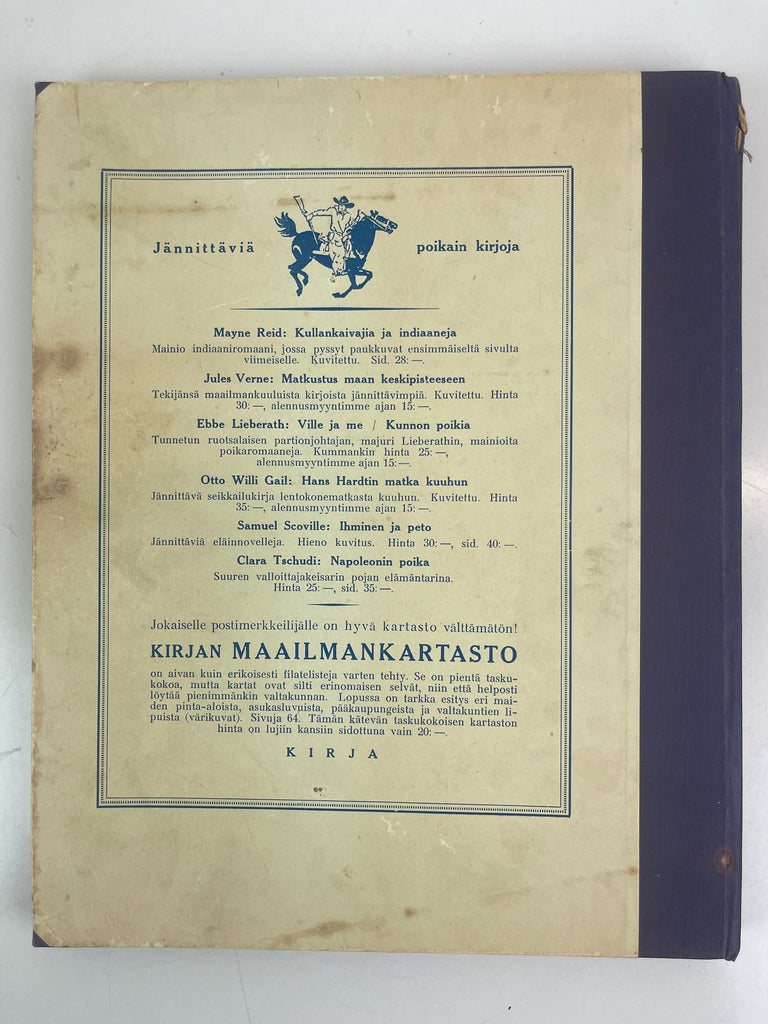 Jännittäviä poikain kirjoja
Mayne Reid: Kullankaivajia ja indiaaneja
Mainio indiaaniromaani, jossa pyssyt paukkuvat ensimmäiseltä sivulta
viimeiselle. Kuvitettu. Sid. 28: —.
Jules Verne: Matkustus maan keskipisteeseen
Tekijänsä maailmankuuluista kirjoista jännittävimpiä. Kuvitettu. Hinta
30: —, alennusmyyntimme ajan 15: —.
Ebbe Lieberath: Ville ja me / Kunnon poikia
Tunnetun ruotsalaisen partionjohtajan, majuri Lieberathin, mainioita
poikaromaaneja. Kummankin hinta 25: —,
alennusmyyntimme ajan 15: —.
Otto Willi Gail: Hans Hardtin matka kuuhun
Jännittävä seikkailukirja lentokonematkasta kuuhun. Kuvitettu. Hinta
35: —, alennusmyyntimme ajan 15: —.
Samuel Scoville: Ihminen ja peto
Jännittäviä eläinnovelleja. Hieno kuvitus. Hinta 30: —, sid. 40: —.
Clara Tschudi: Napoleonin poika
Suuren valloittajakeisarin pojan elämäntarina.
Hinta 25: —, sid. 35: —.
Jokaiselle postimerkkeilijälle on hyvä kartasto välttämätön!
KIRJAN MAAILMANKARTASTO
on aivan kuin erikoisesti filatelisteja varten tehty. Se on pientä tasku-
kokoa, mutta kartat ovat silti erinomaisen selvät, niin että helposti
löytää pienimmänkin valtakunnan. Lopussa on tarkka esitys eri mai-
den pinta-aloista, asukasluvuista, pääkaupungeista ja valtakuntien li-
puista (värikuvat). Sivuja 64. Tämän kätevän taskukokoisen kartaston
hinta on lujiin kansiin sidottuna vain 20: —.
KIRJA